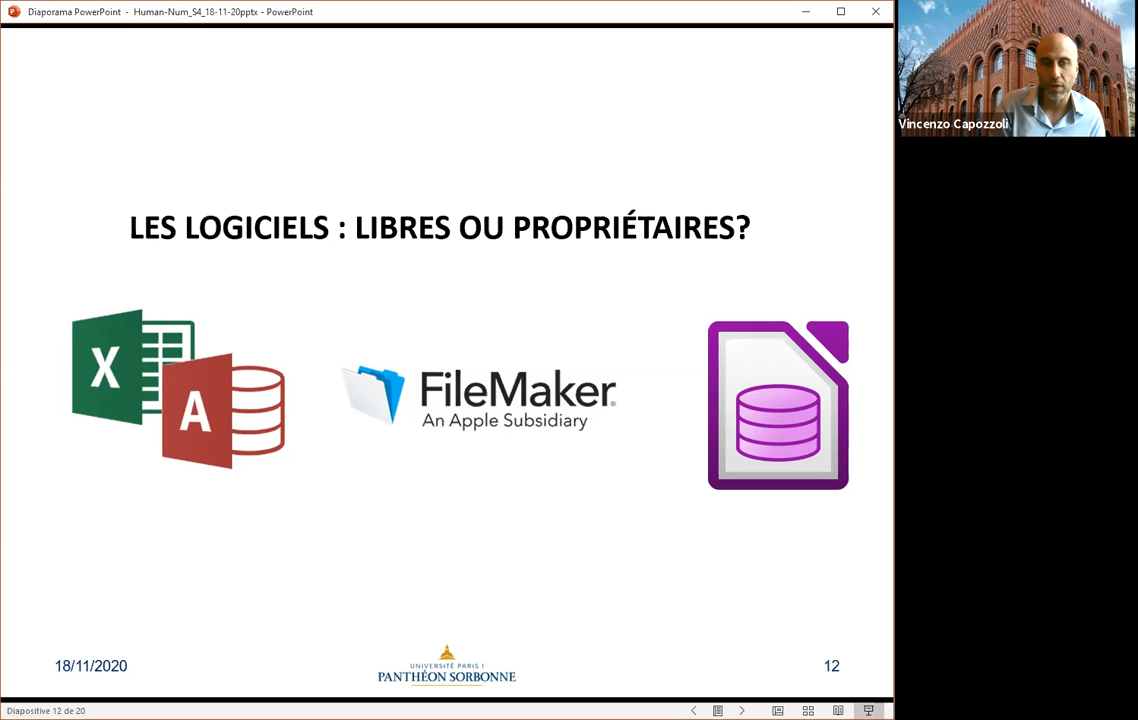 Diaporama PowerPoint - Human-Num_S4_18-11-20pptx - PowerPoint
Vincenzo Capozzoli
LES LOGICIELS : LIBRES OU PROPRIÉTAIRES?
X
A
FileMaker
An Apple Subsidiary
18/11/2020
UNIVERSITÉ PARIS 1
PANTHÉON SORBONNE
12
Diapositive 12 de 20